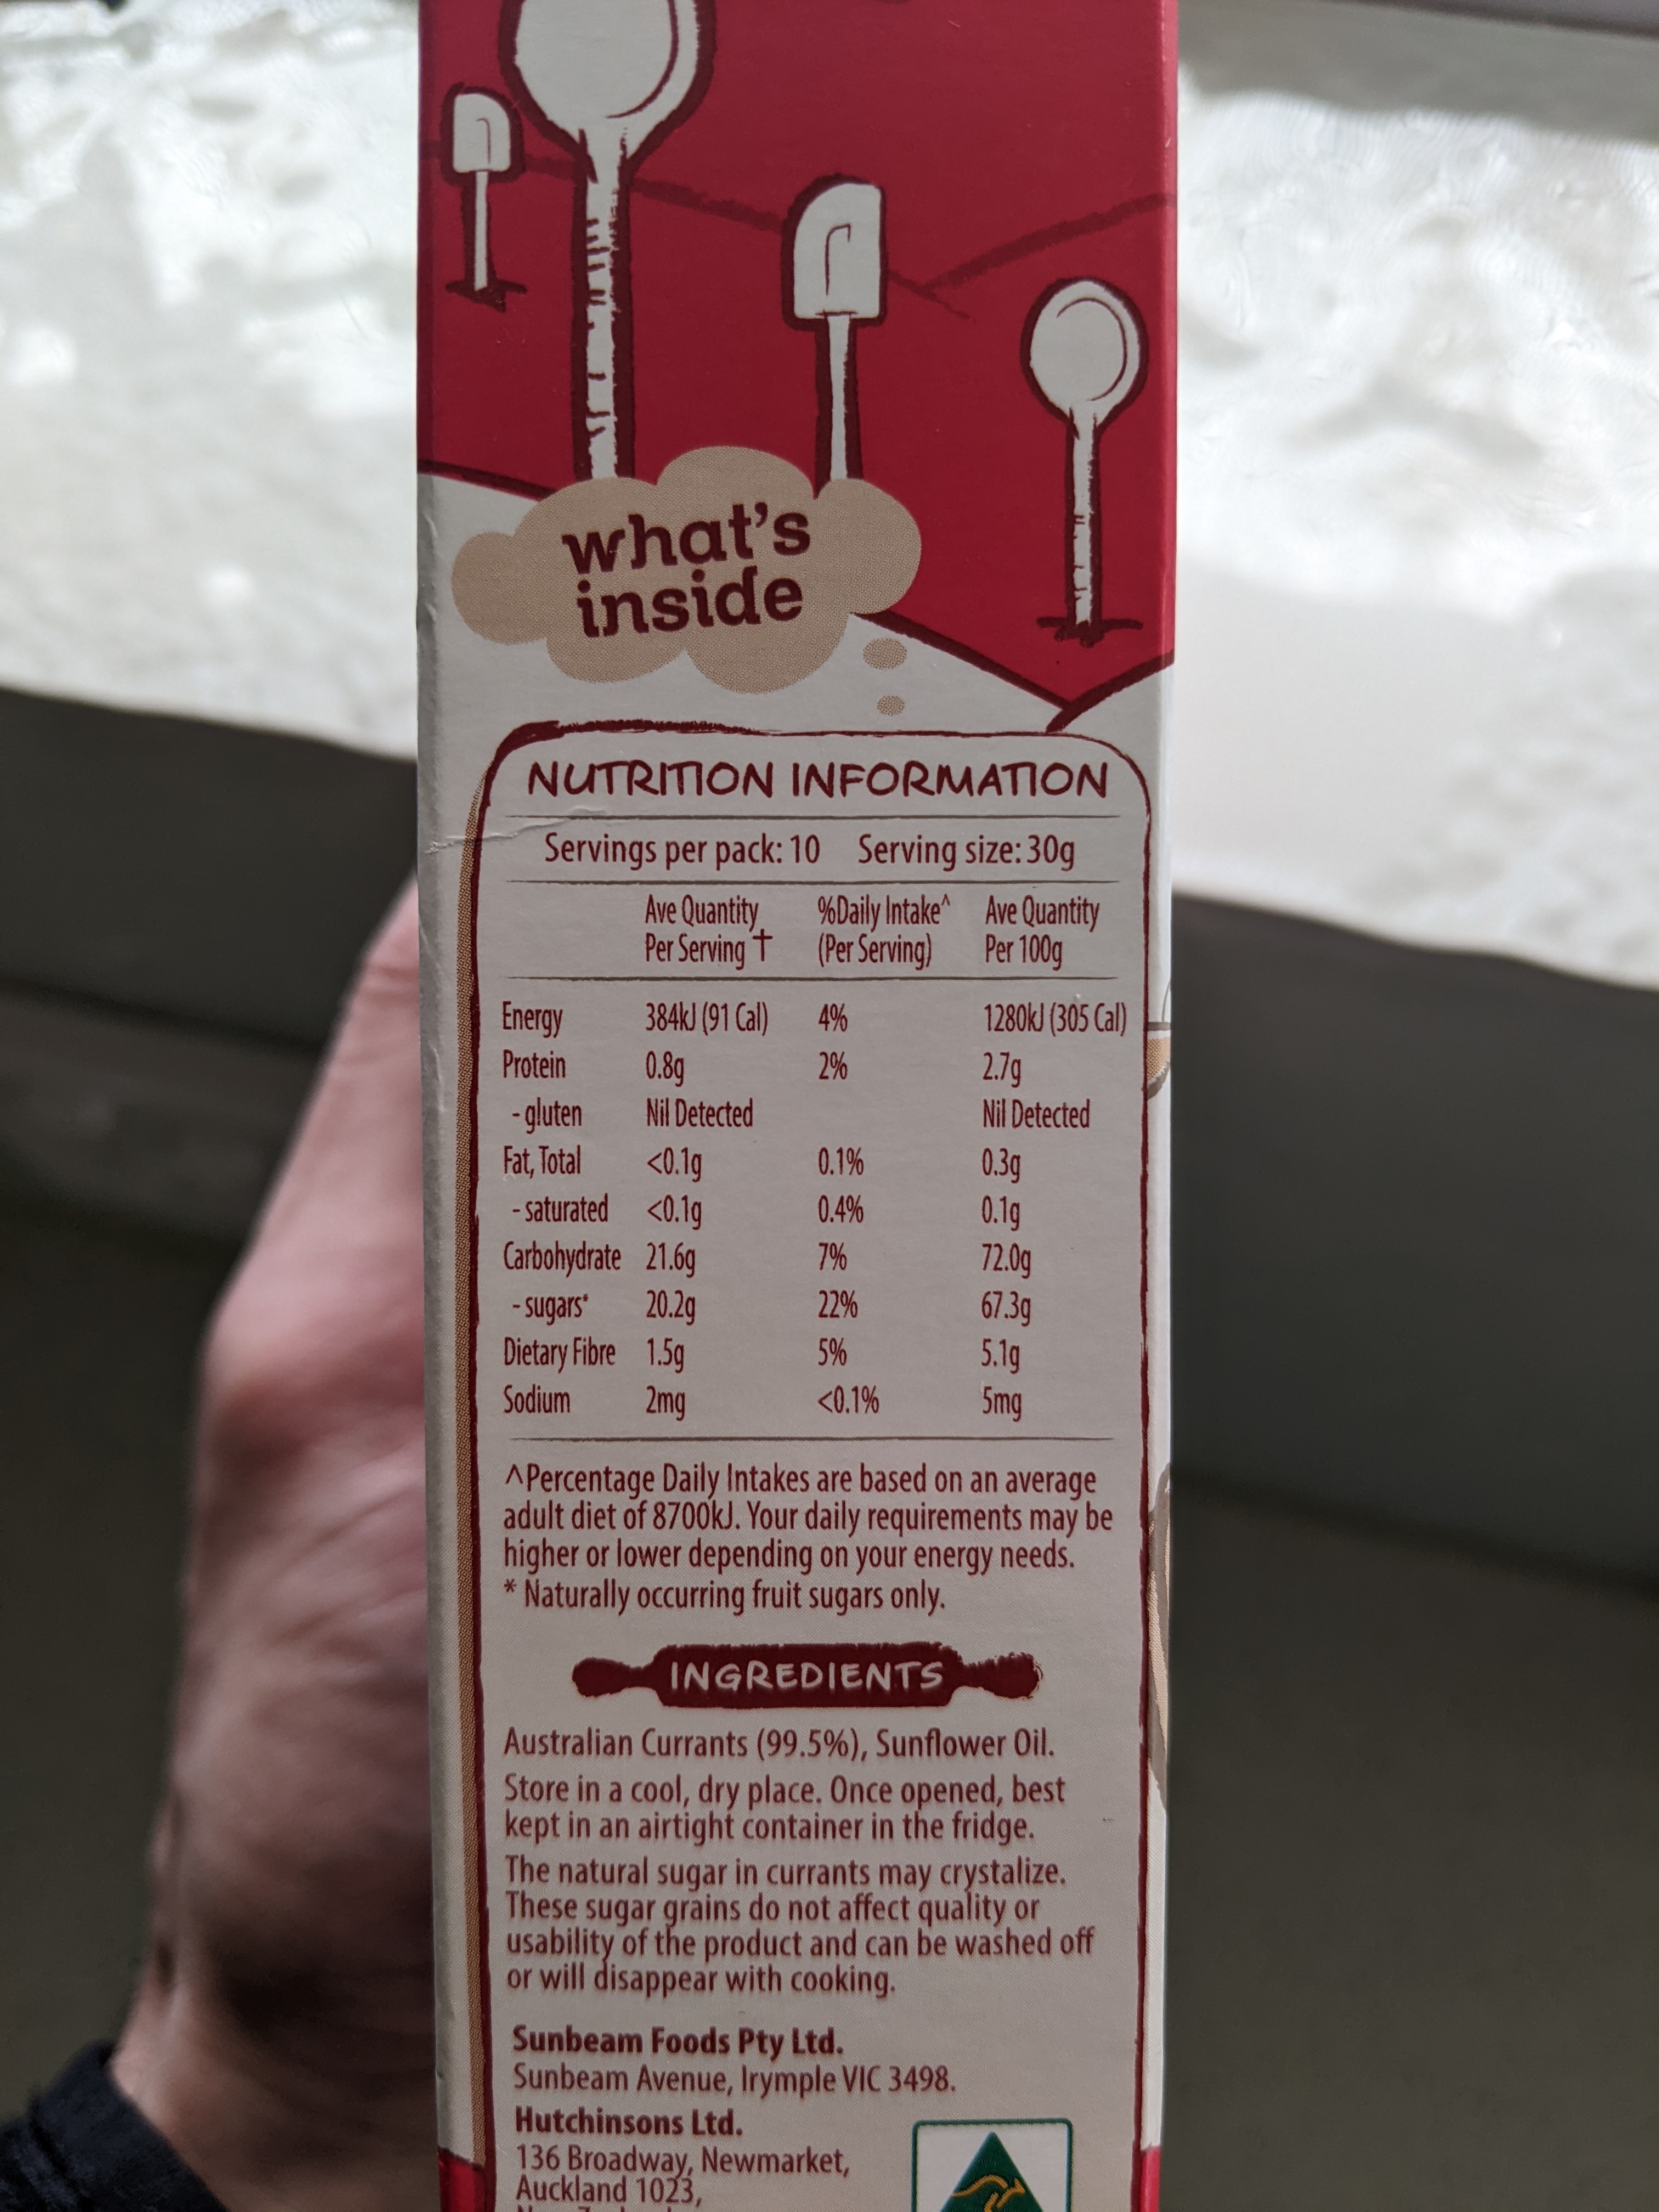 what's
inside
NUTRITION INFORMATION
Servings per pack: 10 Serving size: 30g
Ave Quantity %Daily Intake^ Ave Quantity
Per Serving † (Per Serving) Per 100g
Energy 384kJ (91 Cal) 4% 1280kJ (305 Cal)
Protein 0.8g 2% 2.7g
- gluten Nil Detected Nil Detected
Fat, Total <0.1g 0.1% 0.3g
- saturated <0.1g 0.4% 0.1g
Carbohydrate 21.6g 7% 72.0g
- sugars* 20.2g 22% 67.3g
Dietary Fibre 1.5g 5% 5.1g
Sodium 2mg <0.1% 5mg
^Percentage Daily Intakes are based on an average
adult diet of 8700kJ. Your daily requirements may be
higher or lower depending on your energy needs.
* Naturally occurring fruit sugars only.
INGREDIENTS
Australian Currants (99.5%), Sunflower Oil.
Store in a cool, dry place. Once opened, best
kept in an airtight container in the fridge.
The natural sugar in currants may crystalize.
These sugar grains do not affect quality or
usability of the product and can be washed off
or will disappear with cooking.
Sunbeam Foods Pty Ltd.
Sunbeam Avenue, Irymple VIC 3498.
Hutchinsons Ltd.
136 Broadway, Newmarket,
Auckland 1023,